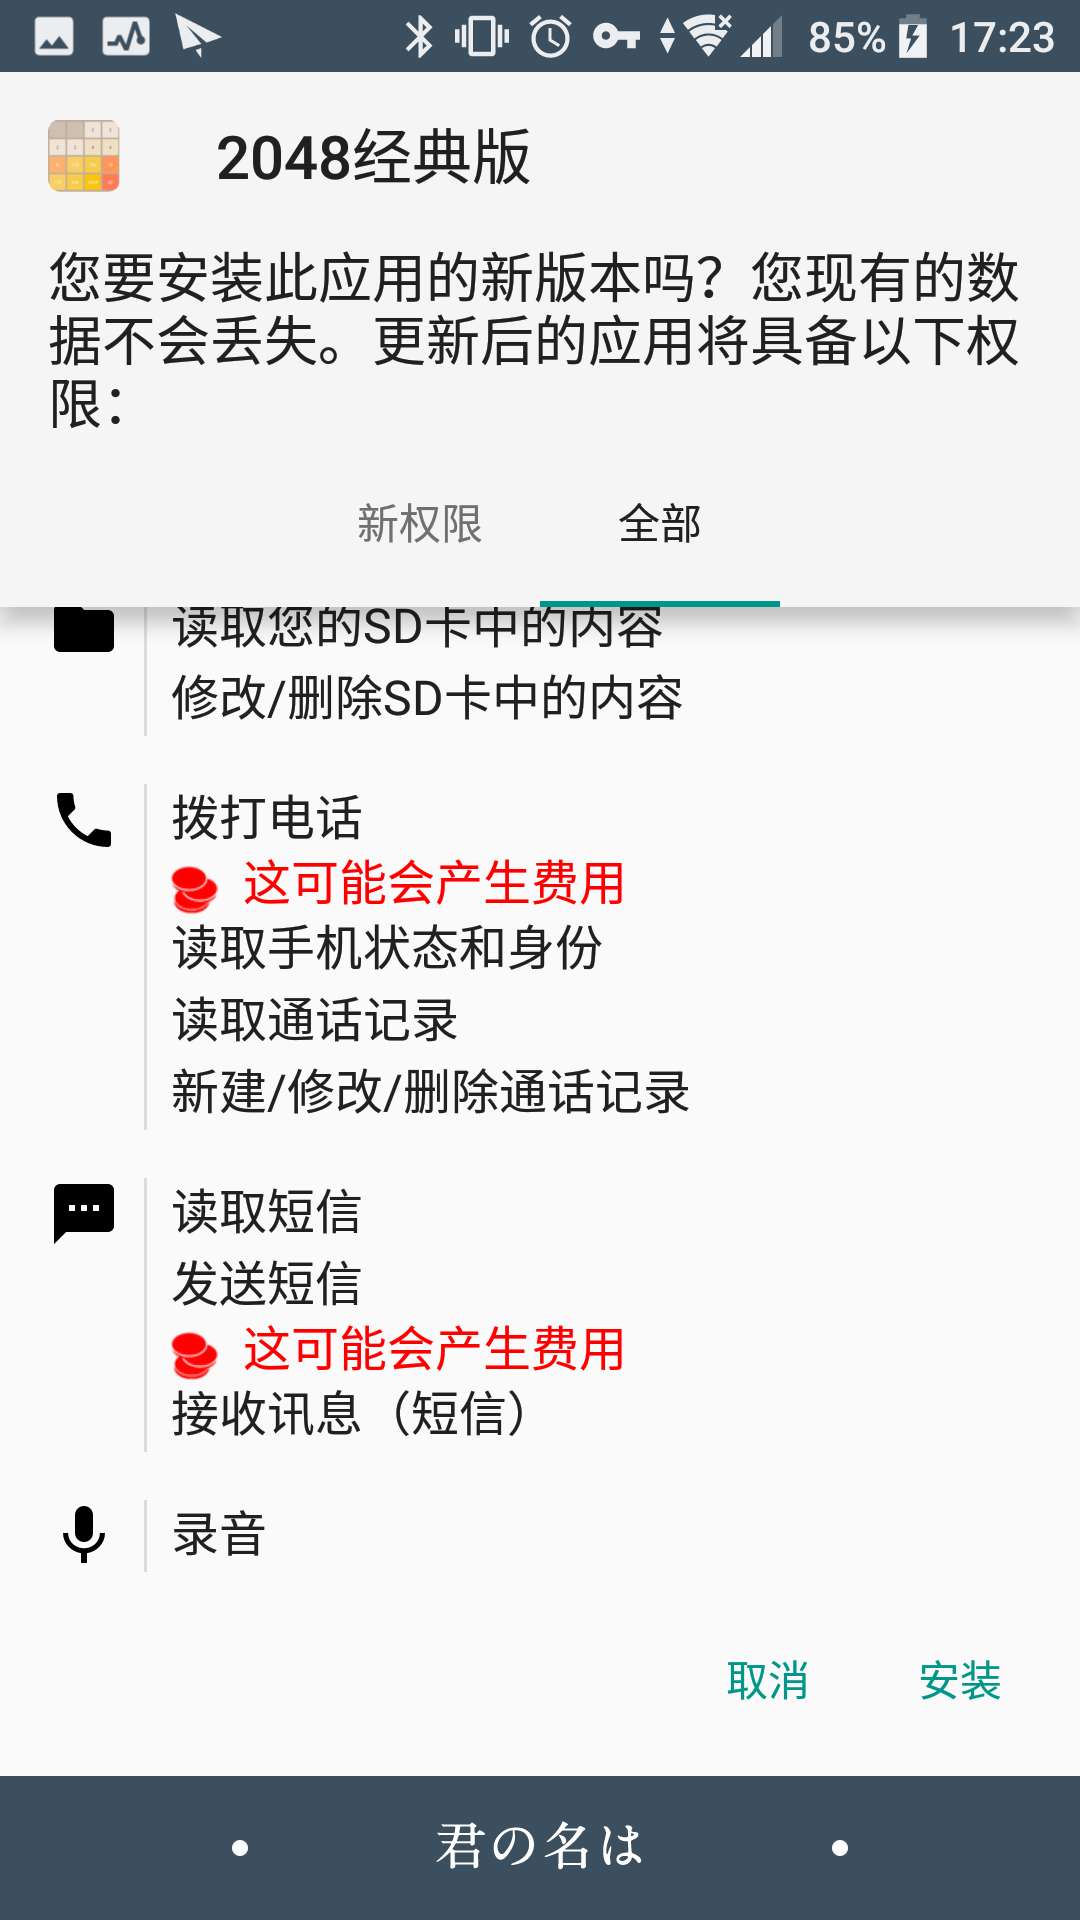 85% 17:23
2048经典版
您要安装此应用的新版本吗？您现有的数
据不会丢失。更新后的应用将具备以下权
限：
新权限 全部
读取您的SD卡中的内容
修改/删除SD卡中的内容
拨打电话
这可能会产生费用
读取手机状态和身份
读取通话记录
新建/修改/删除通话记录
读取短信
发送短信
这可能会产生费用
接收讯息（短信）
录音
取消 安装
君の名は